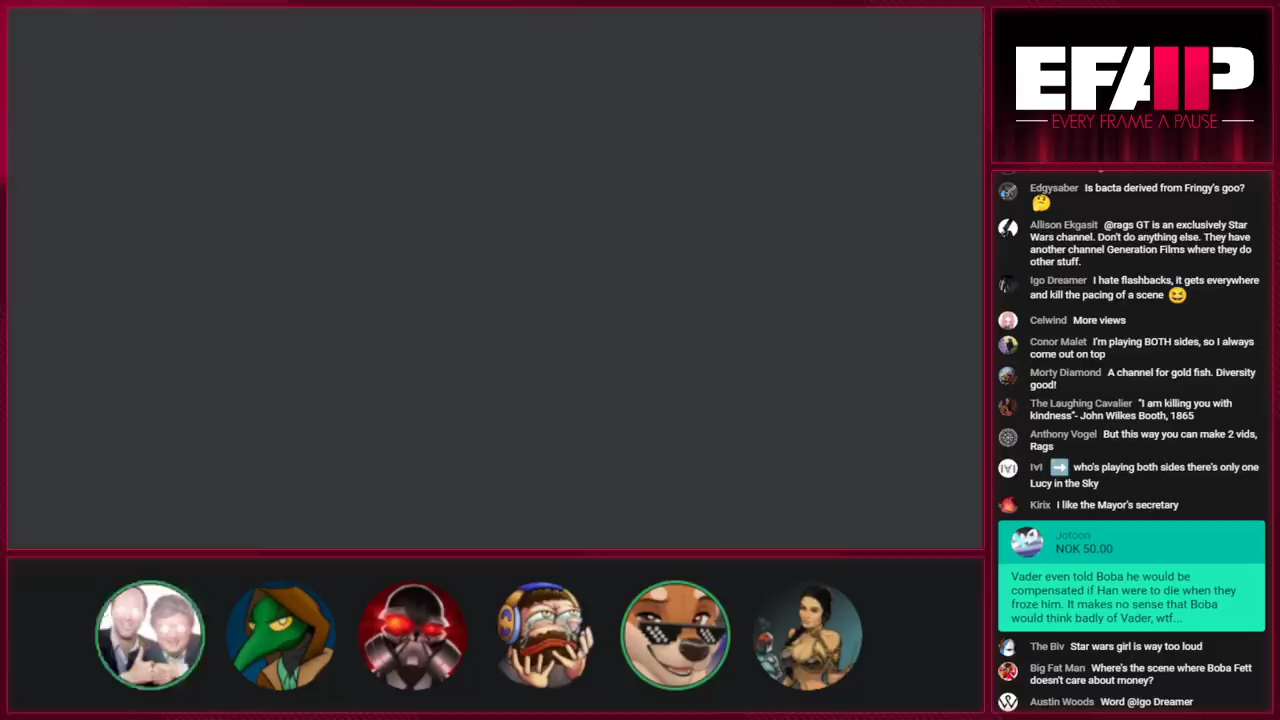 EFAP
EVERY FRAME A PAUSE
Edgysaber Is bacta derived from Fringy's goo?
🤔
Allison Ekgasit @rags GT is an exclusively Star
Wars channel. Don't do anything else. They have
another channel Generation Films where they do
other stuff.
Igo Dreamer I hate flashbacks, it gets everywhere
and kill the pacing of a scene 😆
Celwind More views
Conor Malet I'm playing BOTH sides, so I always
come out on top
Morty Diamond A channel for gold fish. Diversity
good!
The Laughing Cavalier "I am killing you with
kindness"- John Wilkes Booth, 1865
Anthony Vogel But this way you can make 2 vids,
Rags
IVI ➡️ who's playing both sides there's only one
Lucy in the Sky
Kirix I like the Mayor's secretary
Jotoon
NOK 50.00
Vader even told Boba he would be
compensated if Han were to die when they
froze him. It makes no sense that Boba
would think badly of Vader, wtf...
The Biv Star wars girl is way too loud
Big Fat Man Where's the scene where Boba Fett
doesn't care about money?
Austin Woods Word @Igo Dreamer